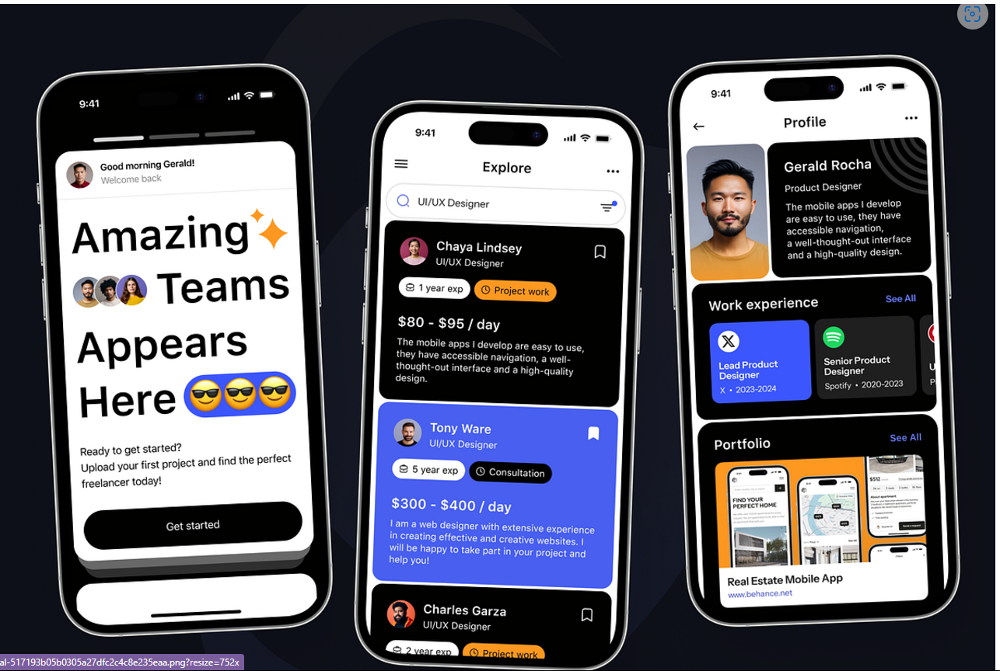 9:41
Good morning Gerald!
Welcome back
Amazing
Teams
Appears
Here
Ready to get started?
Upload your first project and find the perfect
freelancer today!
Get started
9:41
Explore
UI/UX Designer
Chaya Lindsey
UI/UX Designer
1 year exp
Project work
$80 - $95 / day
The mobile apps I develop are easy to use,
they have accessible navigation, a well-
thought-out interface and a high-quality
design.
Tony Ware
UI/UX Designer
5 year exp
Consultation
$300 - $400 / day
I am a web designer with extensive experience
in creating effective and creative websites. I
will be happy to take part in your project and
help you!
Charles Garza
UI/UX Designer
2 year exp
Project work
9:41
Profile
Gerald Rocha
Product Designer
The mobile apps I develop
are easy to use, they have
accessible navigation,
a well-thought-out interface
and a high-quality design.
Work experience
See All
Lead Product
Designer
X • 2023-2024
Senior Product
Designer
Spotify • 2020-2023
Portfolio
See All
FIND YOUR
PERFECT HOME
$512
About apartment
Real Estate Mobile App
www.behance.net
al-517193b05b0305a27dfc2c4c8e235eaa.png?resize=752x